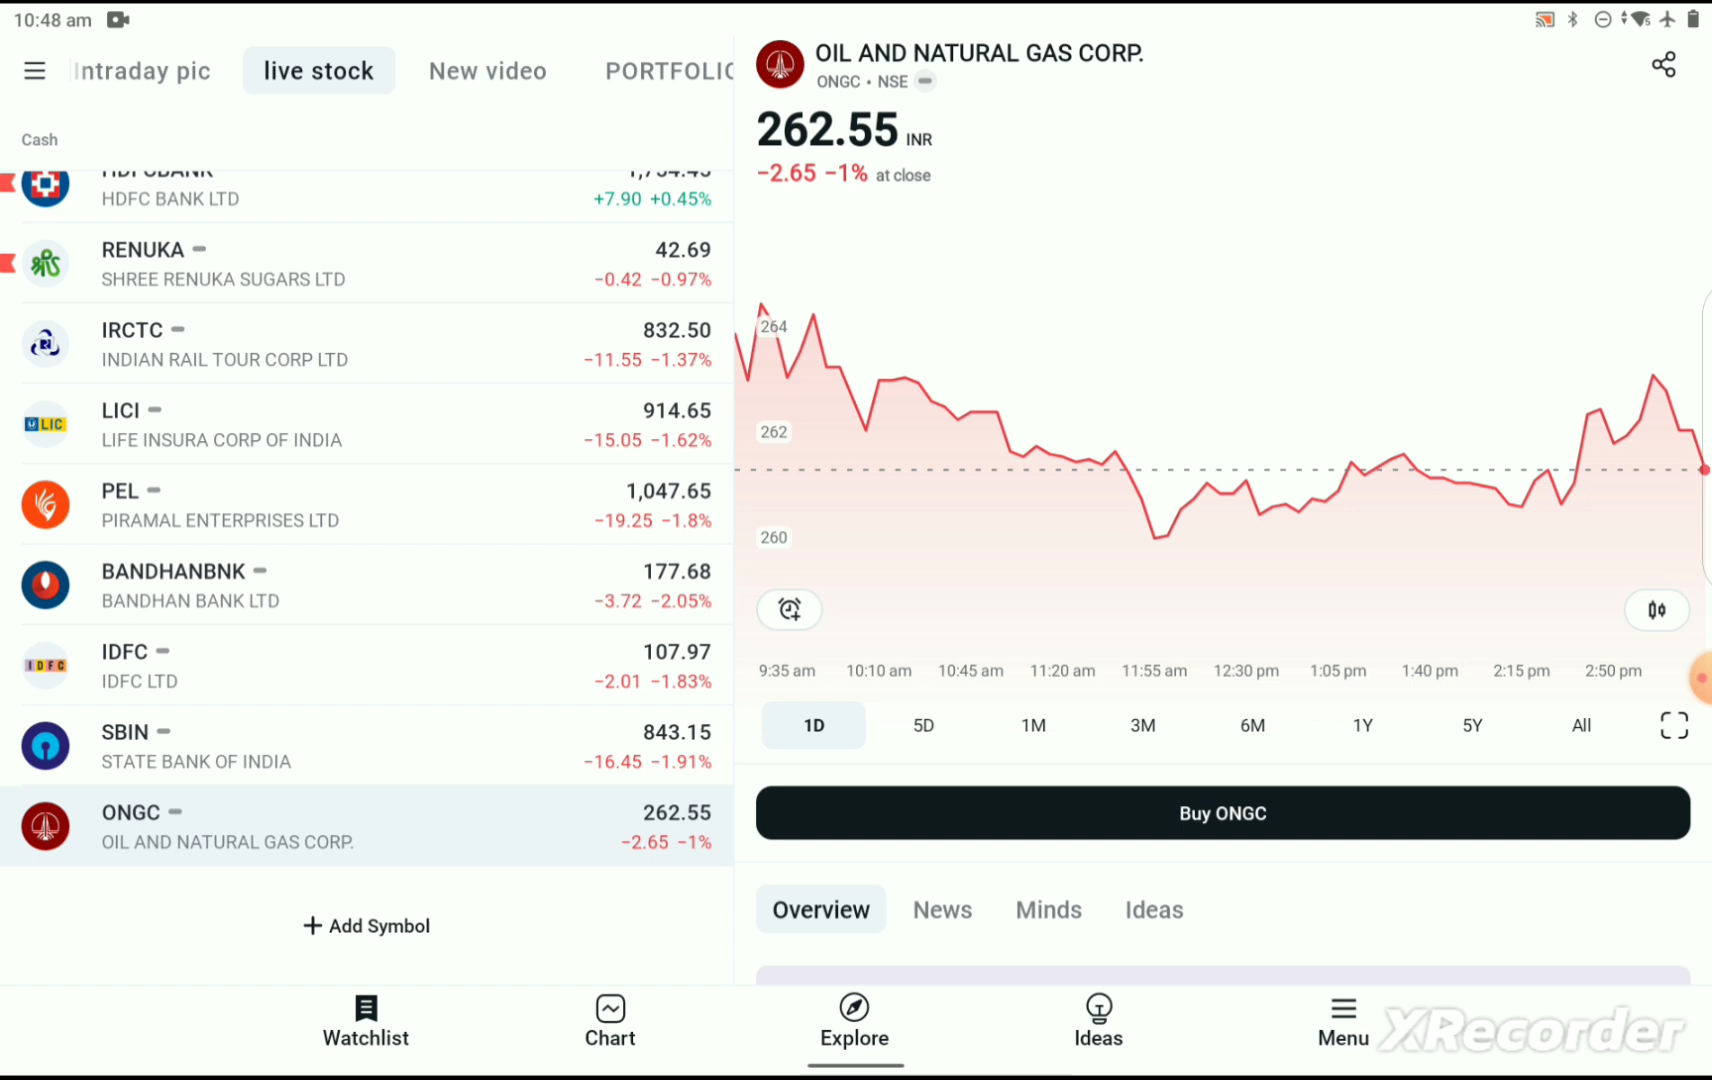 10:48 am
Intraday pic
live stock
New video
PORTFOLIO
Cash
HDFCBANK
HDFC BANK LTD
+7.90 +0.45%
RENUKA
42.69
SHREE RENUKA SUGARS LTD
−0.42 −0.97%
IRCTC
832.50
INDIAN RAIL TOUR CORP LTD
−11.55 −1.37%
LIC
LICI
914.65
LIFE INSURA CORP OF INDIA
−15.05 −1.62%
PEL
1,047.65
PIRAMAL ENTERPRISES LTD
−19.25 −1.8%
BANDHANBNK
177.68
BANDHAN BANK LTD
−3.72 −2.05%
IDFC
IDFC
107.97
IDFC LTD
−2.01 −1.83%
SBIN
843.15
STATE BANK OF INDIA
−16.45 −1.91%
ONGC
262.55
OIL AND NATURAL GAS CORP.
−2.65 −1%
+ Add Symbol
OIL AND NATURAL GAS CORP.
ONGC • NSE
262.55 INR
−2.65 −1% at close
264
262
260
9:35 am 10:10 am 10:45 am 11:20 am 11:55 am 12:30 pm 1:05 pm 1:40 pm 2:15 pm 2:50 pm
1D 5D 1M 3M 6M 1Y 5Y All
Buy ONGC
Overview News Minds Ideas
Watchlist Chart Explore Ideas Menu
XRecorder